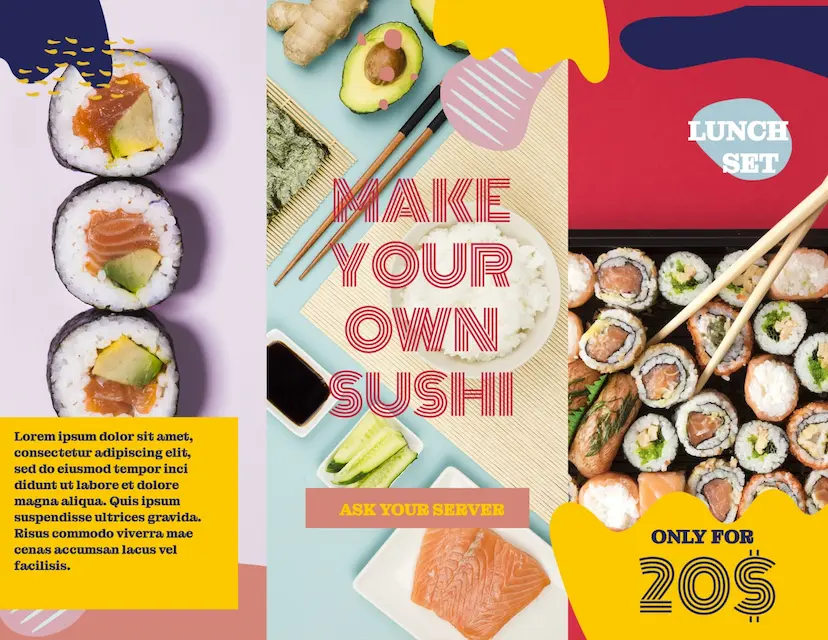 Lorem ipsum dolor sit amet,
consectetur adipiscing elit,
sed do eiusmod tempor inci
didunt ut labore et dolore
magna aliqua. Quis ipsum
suspendisse ultrices gravida.
Risus commodo viverra mae
cenas accumsan lacus vel
facilisis.
MAKE
YOUR
OWN
SUSHI
ASK YOUR SERVER
LUNCH
SET
ONLY FOR
20$